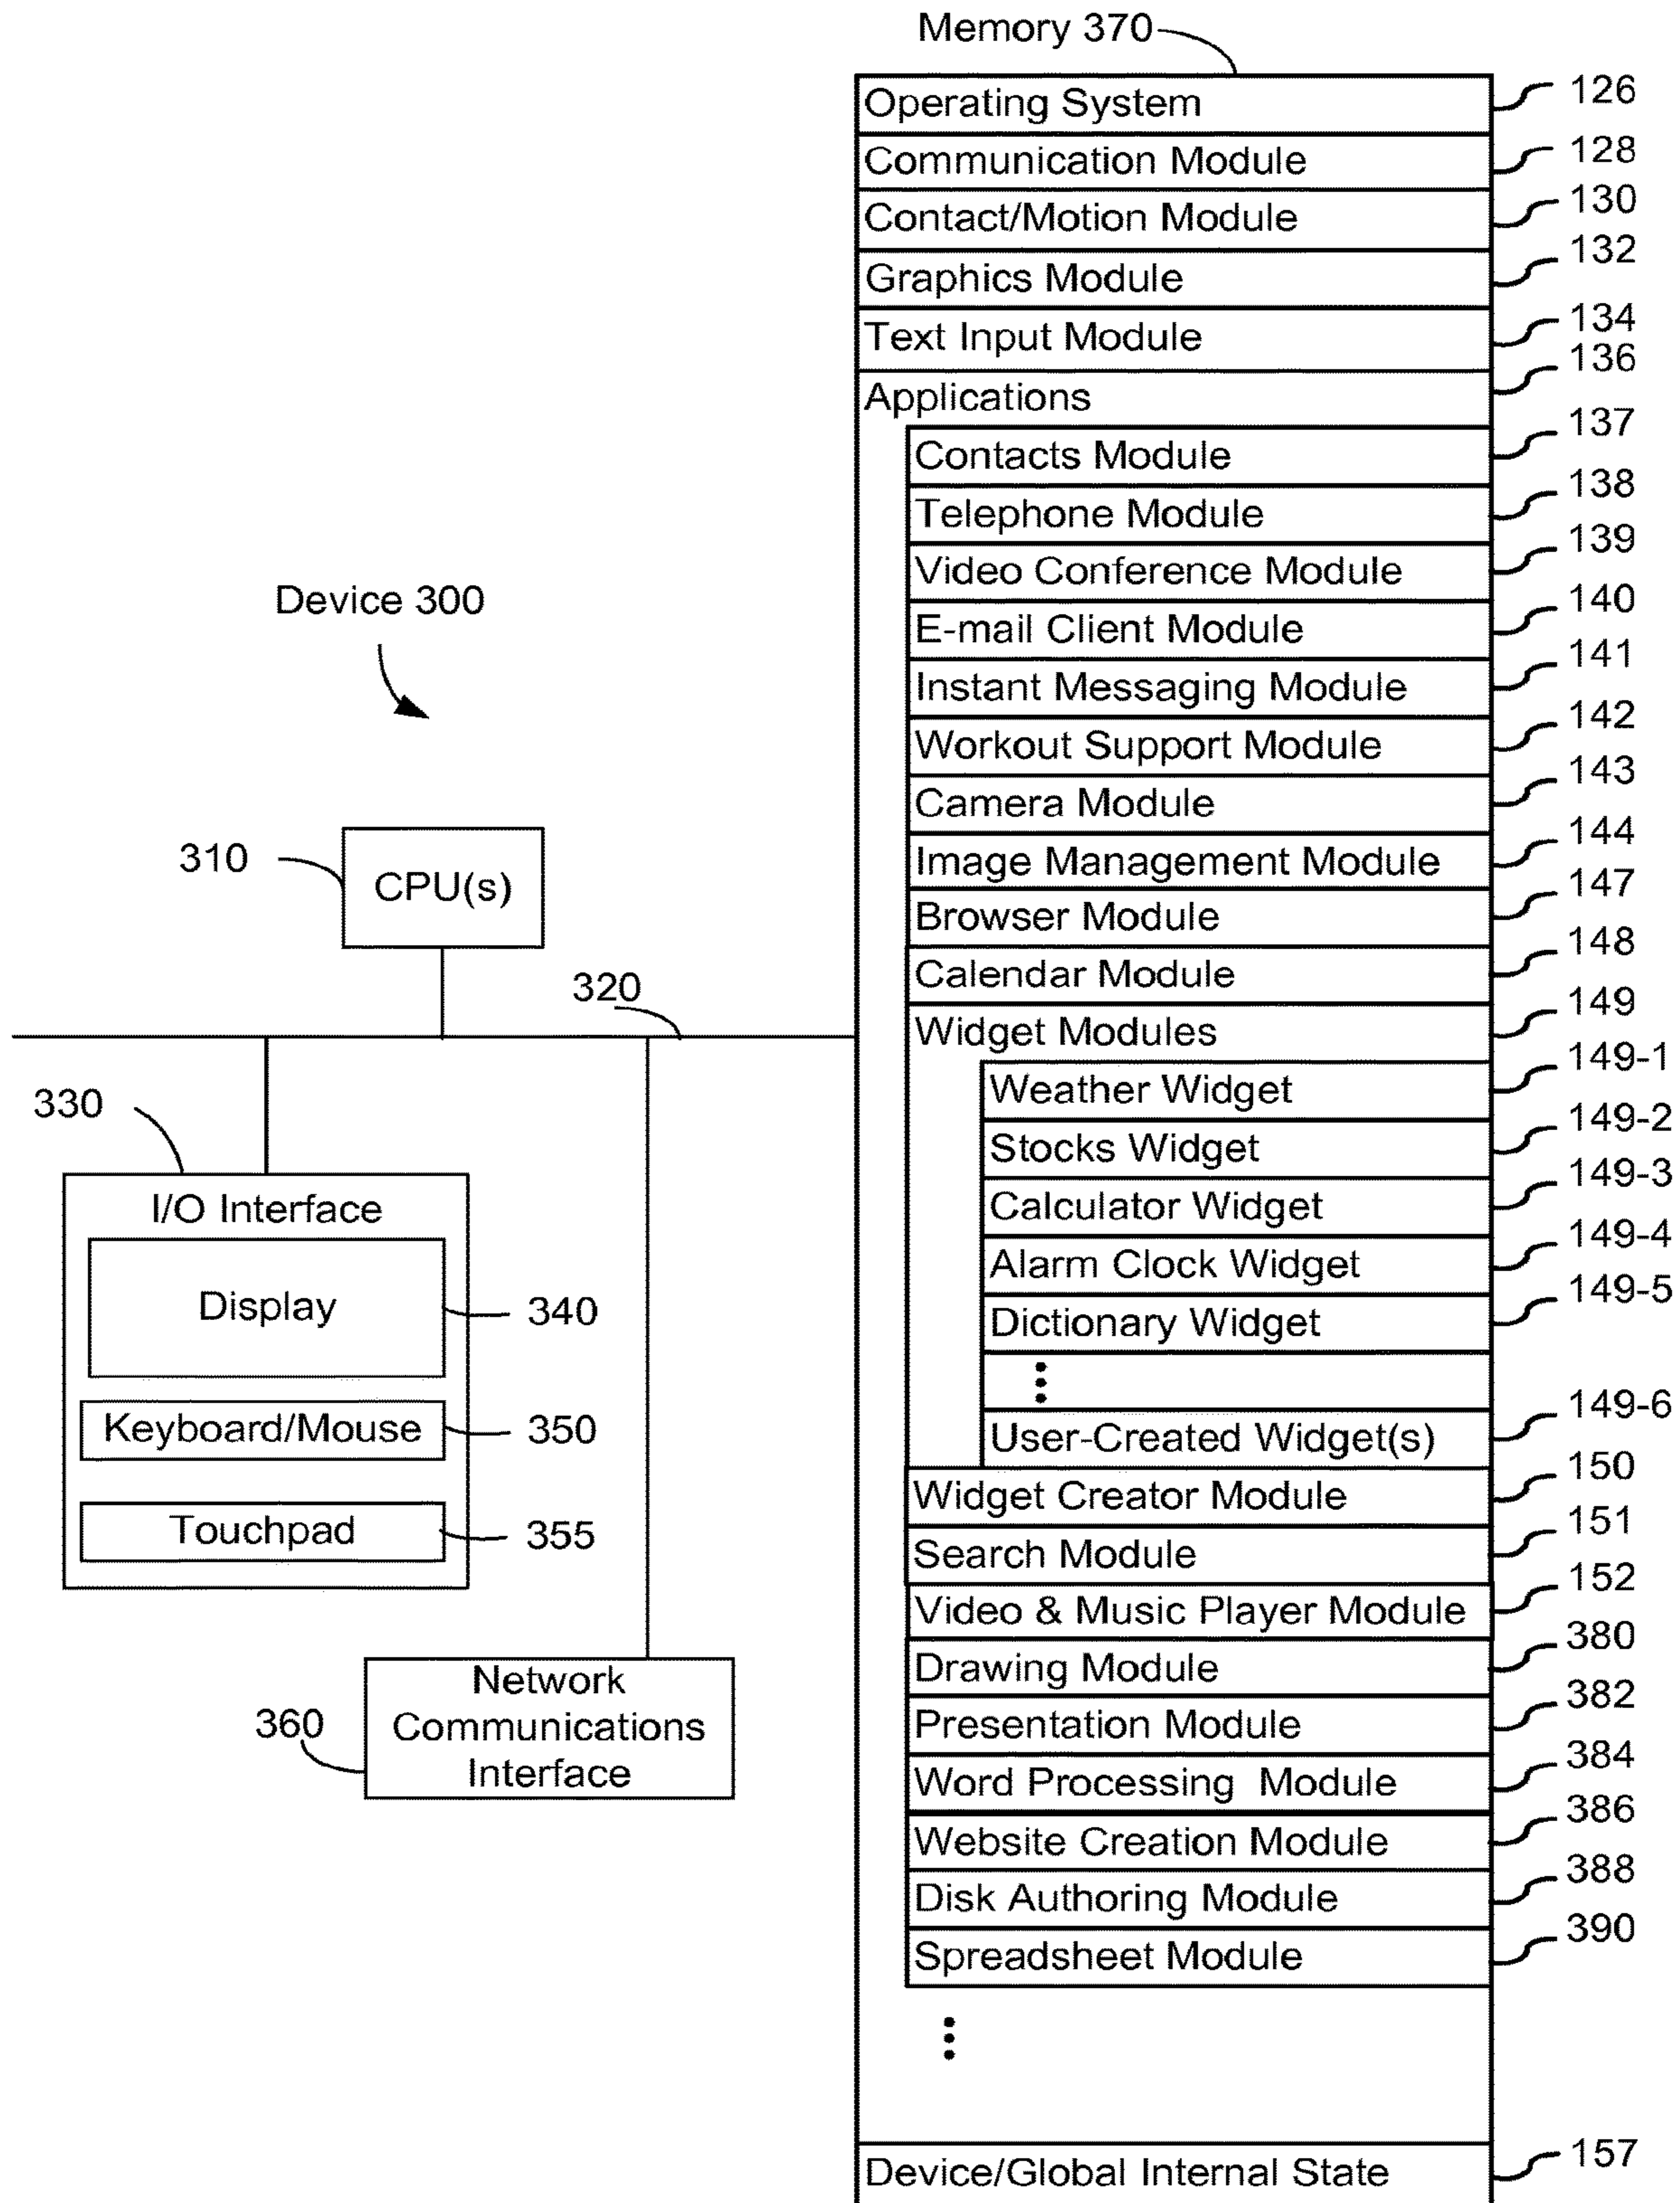 Memory 370
Operating System 126
Communication Module 128
Contact/Motion Module 130
Graphics Module 132
Text Input Module 134
Applications 136
Contacts Module 137
Telephone Module 138
Video Conference Module 139
E-mail Client Module 140
Instant Messaging Module 141
Workout Support Module 142
Camera Module 143
Image Management Module 144
Browser Module 147
Calendar Module 148
Widget Modules 149
Weather Widget 149-1
Stocks Widget 149-2
Calculator Widget 149-3
Alarm Clock Widget 149-4
Dictionary Widget 149-5
User-Created Widget(s) 149-6
Widget Creator Module 150
Search Module 151
Video & Music Player Module 152
Drawing Module 380
Presentation Module 382
Word Processing Module 384
Website Creation Module 386
Disk Authoring Module 388
Spreadsheet Module 390
Device/Global Internal State 157
Device 300
310
CPU(s)
320
330
I/O Interface
Display 340
Keyboard/Mouse 350
Touchpad 355
360
Network
Communications
Interface